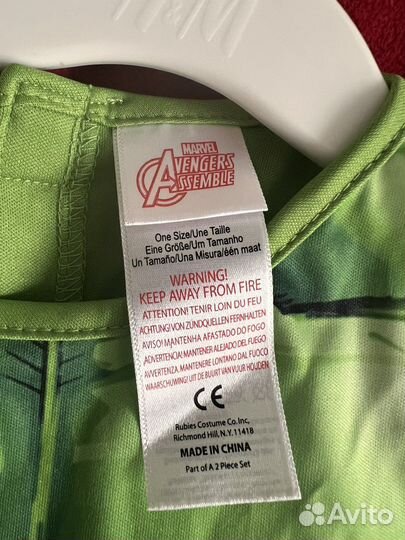 H&M
MARVEL
AVENGERS
ASSEMBLE
One Size/Une Taille
Eine Größe/Um Tamanho
Un Tamaño/Una Misura/één maat
WARNING!
KEEP AWAY FROM FIRE
ATTENTION! TENIR LOIN DU FEU
ACHTUNG VON ZÜNDQUELLEN FERNHALTEN
AVISO! MANTENHA AFASTADO DO FOGO
ADVERTENCIA! MANTENER ALEJADO DEL FUEGO
AVVERTENZA. MANTENERE LONTANO DAL FUOCO
WAARSCHUWING! UIT DE BUURT VAN VUUR HOUDEN
CE
Rubies Costume Co.Inc,
Richmond Hill, N.Y. 11418
MADE IN CHINA
Part of A 2 Piece Set
Avito